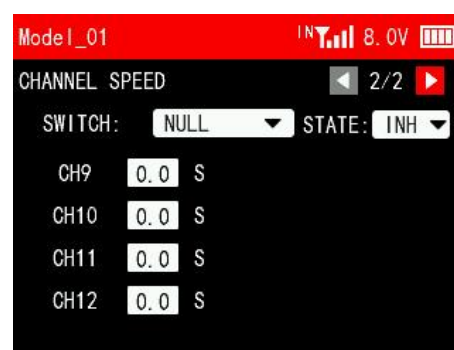 Model_01 IN 8.0V
CHANNEL SPEED 2/2
SWITCH: NULL STATE: INH
CH9 0.0 S
CH10 0.0 S
CH11 0.0 S
CH12 0.0 S